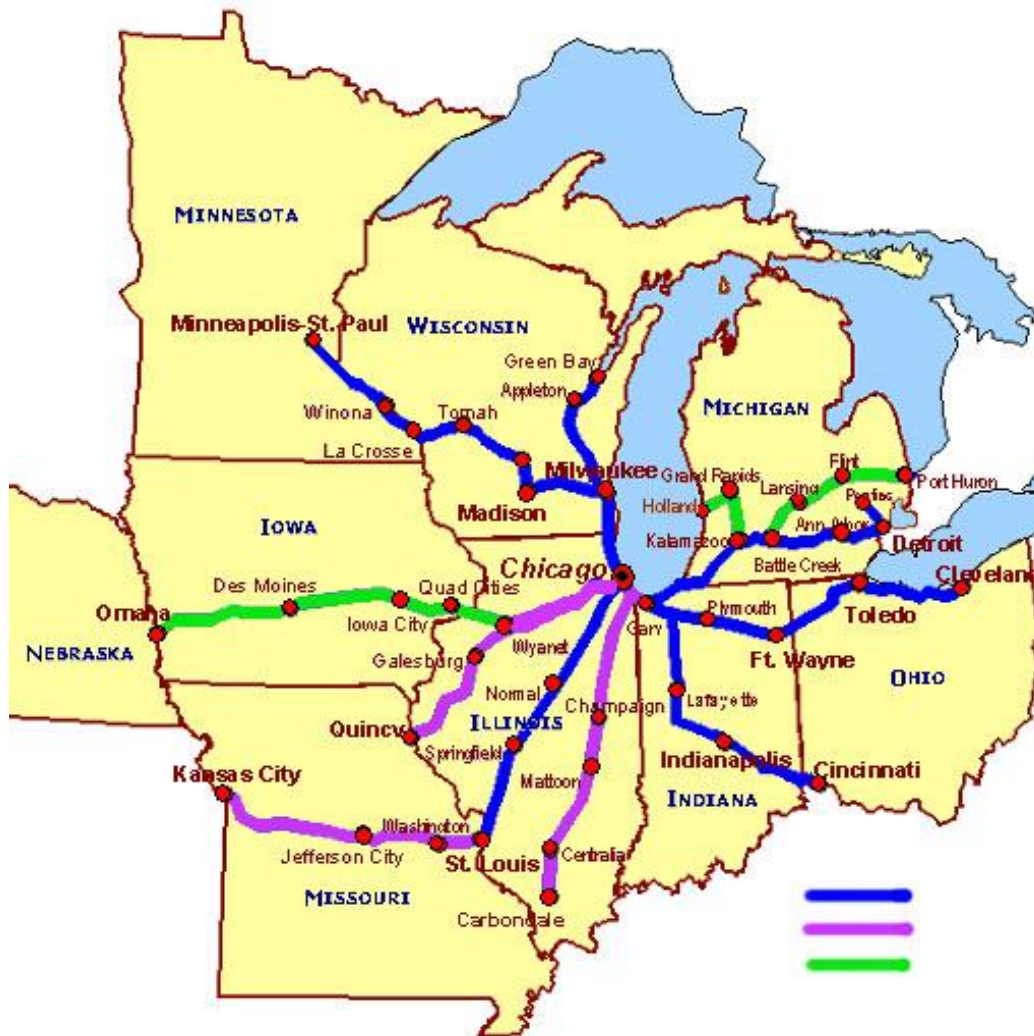 MINNESOTA
Minneapolis-St. Paul
WISCONSIN
Green Bay
Appleton
MICHIGAN
Winona
Tomah
La Crosse
Milwaukee
Madison
Grand Rapids
Flint
Lansing
Port Huron
Pontiac
Holland
Ann Arbor
Kalamazoo
Detroit
Battle Creek
IOWA
Chicago
Cleveland
Des Moines
Quad Cities
Omaha
Iowa City
Gary
Plymouth
Toledo
Wyanet
Ft. Wayne
NEBRASKA
Galesburg
OHIO
Normal
Lafayette
Champaign
Quincy
ILLINOIS
Springfield
Indianapolis
Kansas City
Mattoon
Cincinnati
INDIANA
Washington
Jefferson City
St. Louis
Centralia
MISSOURI
Carbondale